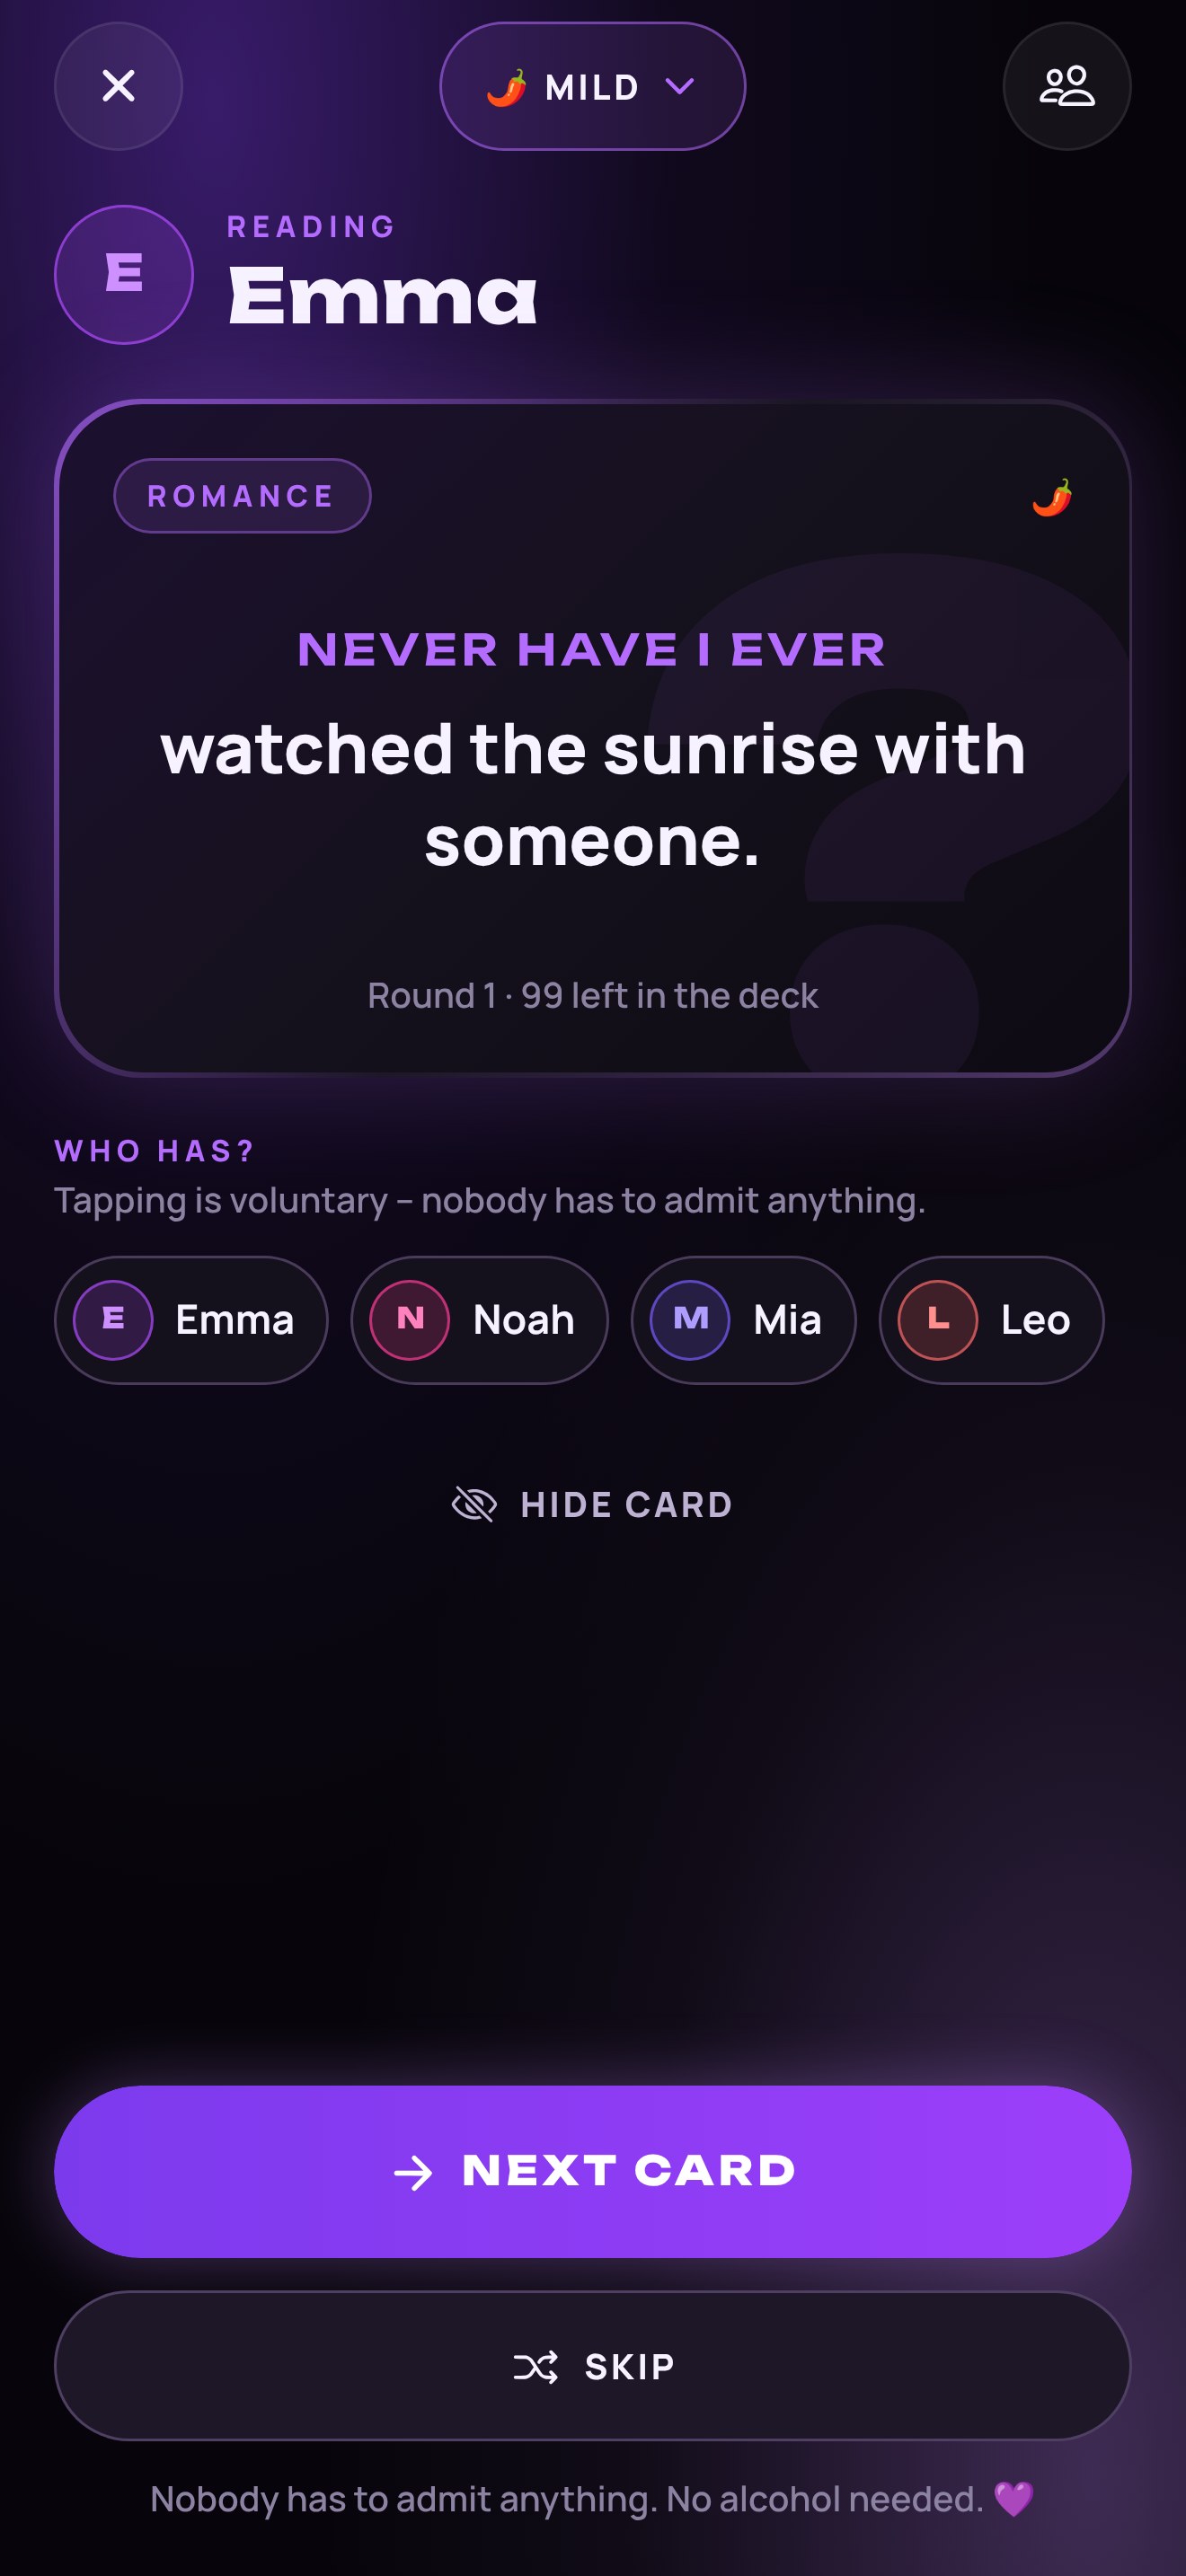 🌶️ MILD
READING
E
Emma
ROMANCE
🌶️
NEVER HAVE I EVER
watched the sunrise with
someone.
Round 1 · 99 left in the deck
WHO HAS?
Tapping is voluntary – nobody has to admit anything.
E Emma N Noah M Mia L Leo
HIDE CARD
→ NEXT CARD
SKIP
Nobody has to admit anything. No alcohol needed. 💜